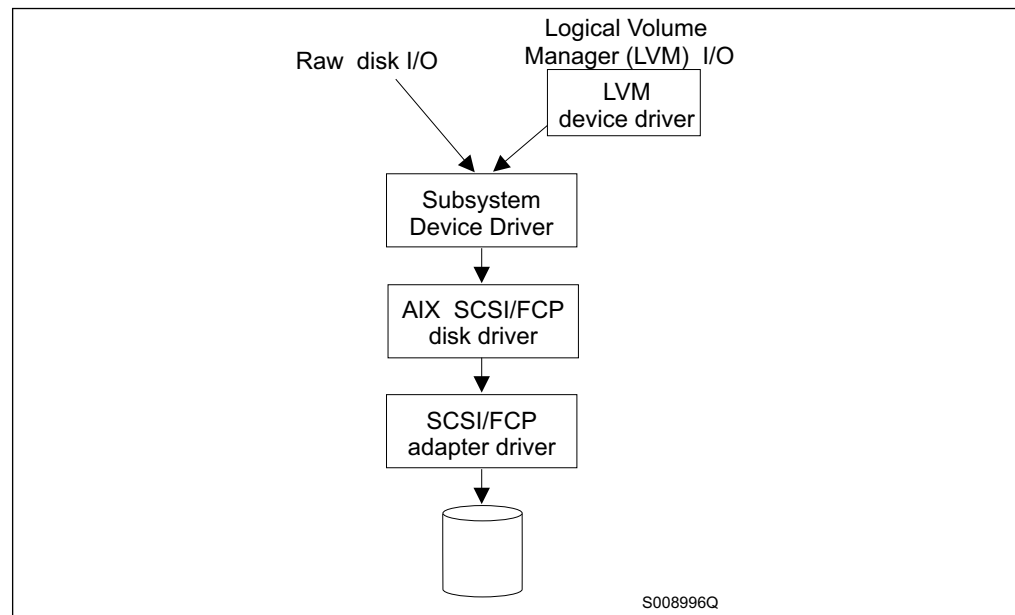 Raw disk I/O
Logical Volume
Manager (LVM) I/O
LVM
device driver
Subsystem
Device Driver
AIX SCSI/FCP
disk driver
SCSI/FCP
adapter driver
S008996Q